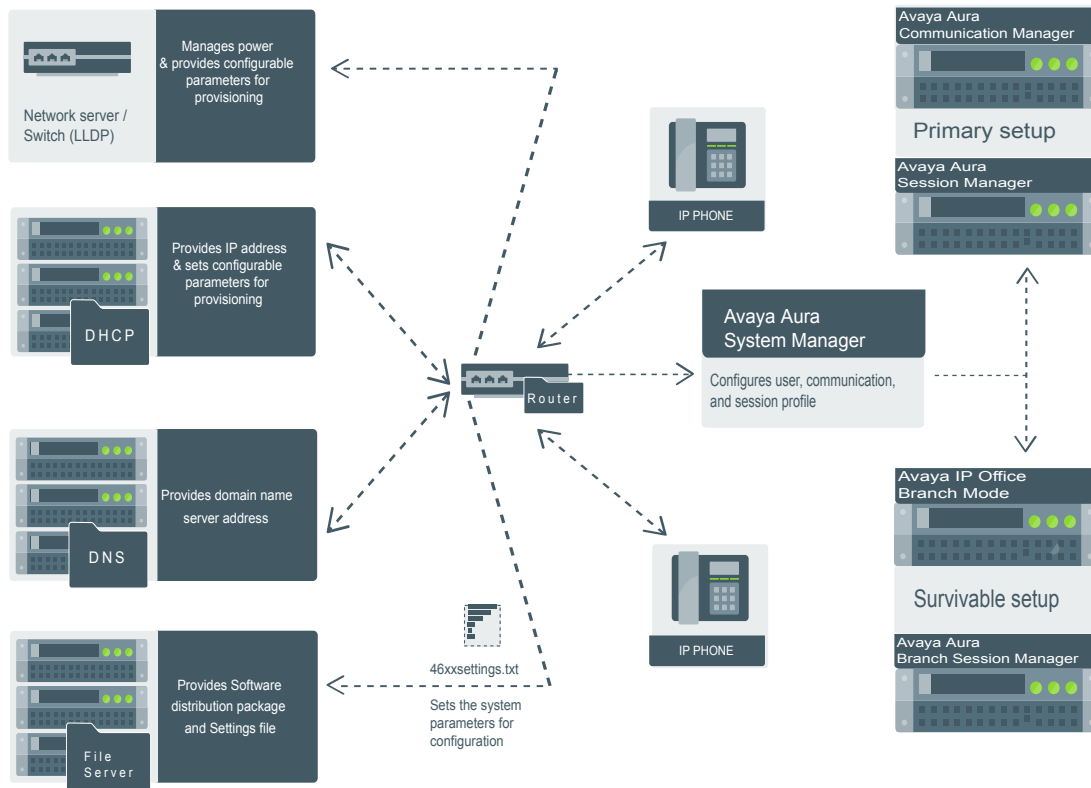 Manages power
& provides configurable
parameters for
provisioning
Network server /
Switch (LLDP)
Provides IP address
& sets configurable
parameters for
provisioning
DHCP
Provides domain name
server address
DNS
Provides Software
distribution package
and Settings file
File
Server
46xxsettings.txt
Sets the system
parameters for
configuration
IP PHONE
Router
IP PHONE
Avaya Aura
System Manager
Configures user, communication,
and session profile
Avaya Aura
Communication Manager
Primary setup
Avaya Aura
Session Manager
Avaya IP Office
Branch Mode
Survivable setup
Avaya Aura
Branch Session Manager